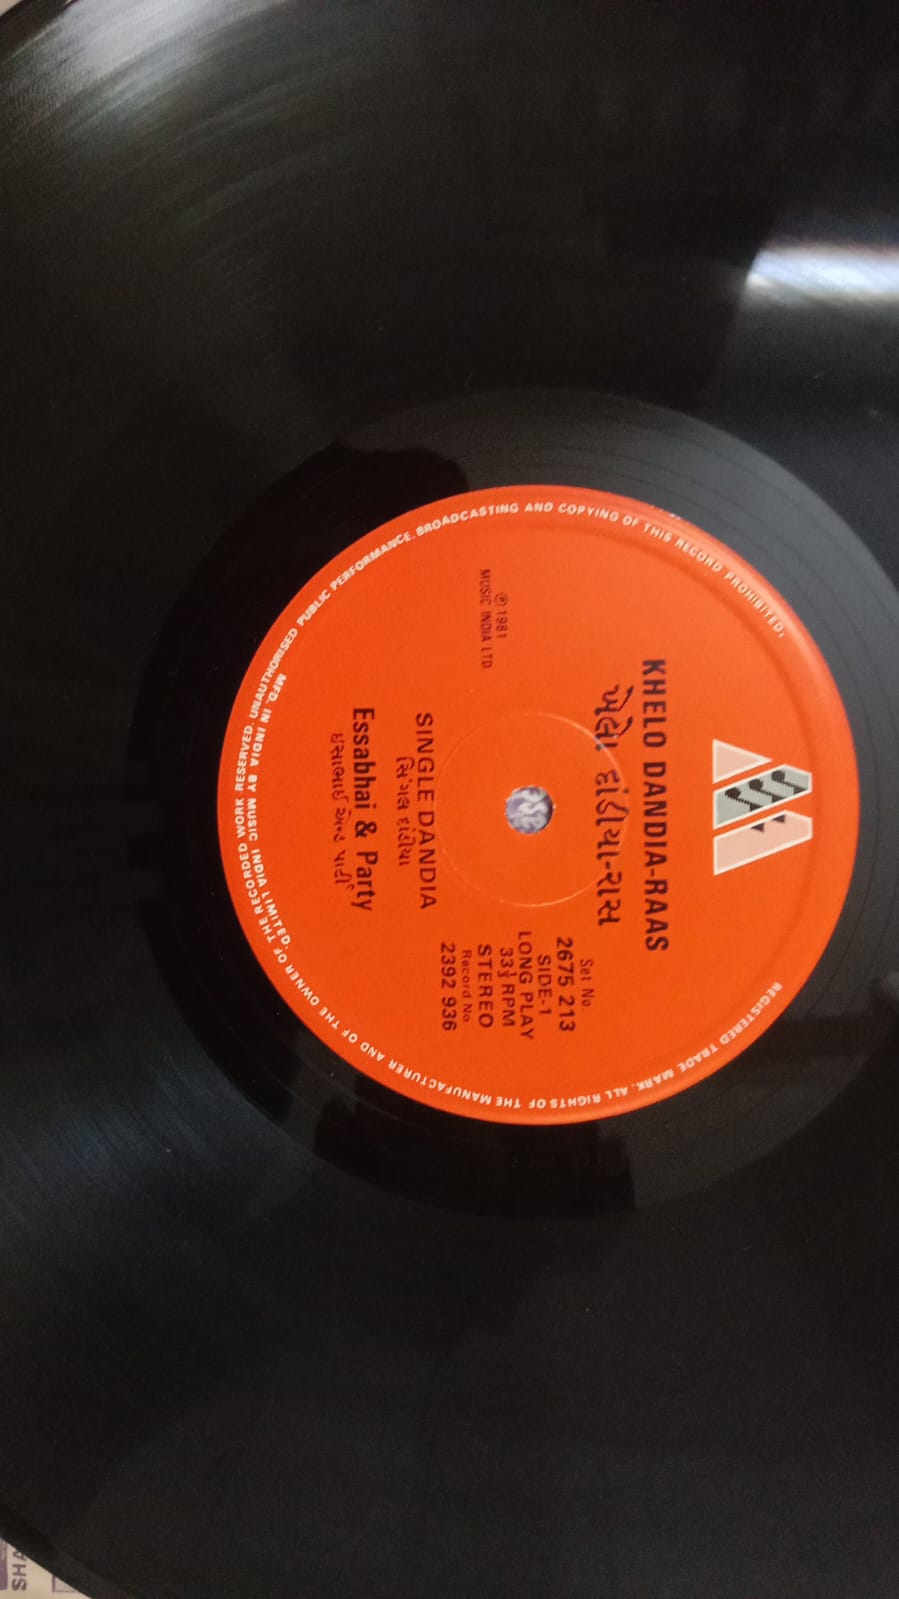 KHELO DANDIA-RAAS
ખેલો દાંડીયા-રાસ
Set No.
2675 213
SIDE-1
LONG PLAY
33⅓ RPM
STEREO
Record No.
2392 936
℗ 1981
MUSIC INDIA LTD.
SINGLE DANDIA
સિંગલ દાંડીયા
Essabhai & Party
ઇસાભાઈ એન્ડ પાર્ટી
REGISTERED TRADE MARK. ALL RIGHTS OF THE MANUFACTURER AND OF THE OWNER OF THE RECORDED WORK RESERVED. UNAUTHORISED PUBLIC PERFORMANCE, BROADCASTING AND COPYING OF THIS RECORD PROHIBITED.
MFD. IN INDIA BY MUSIC INDIA LIMITED.
SHA